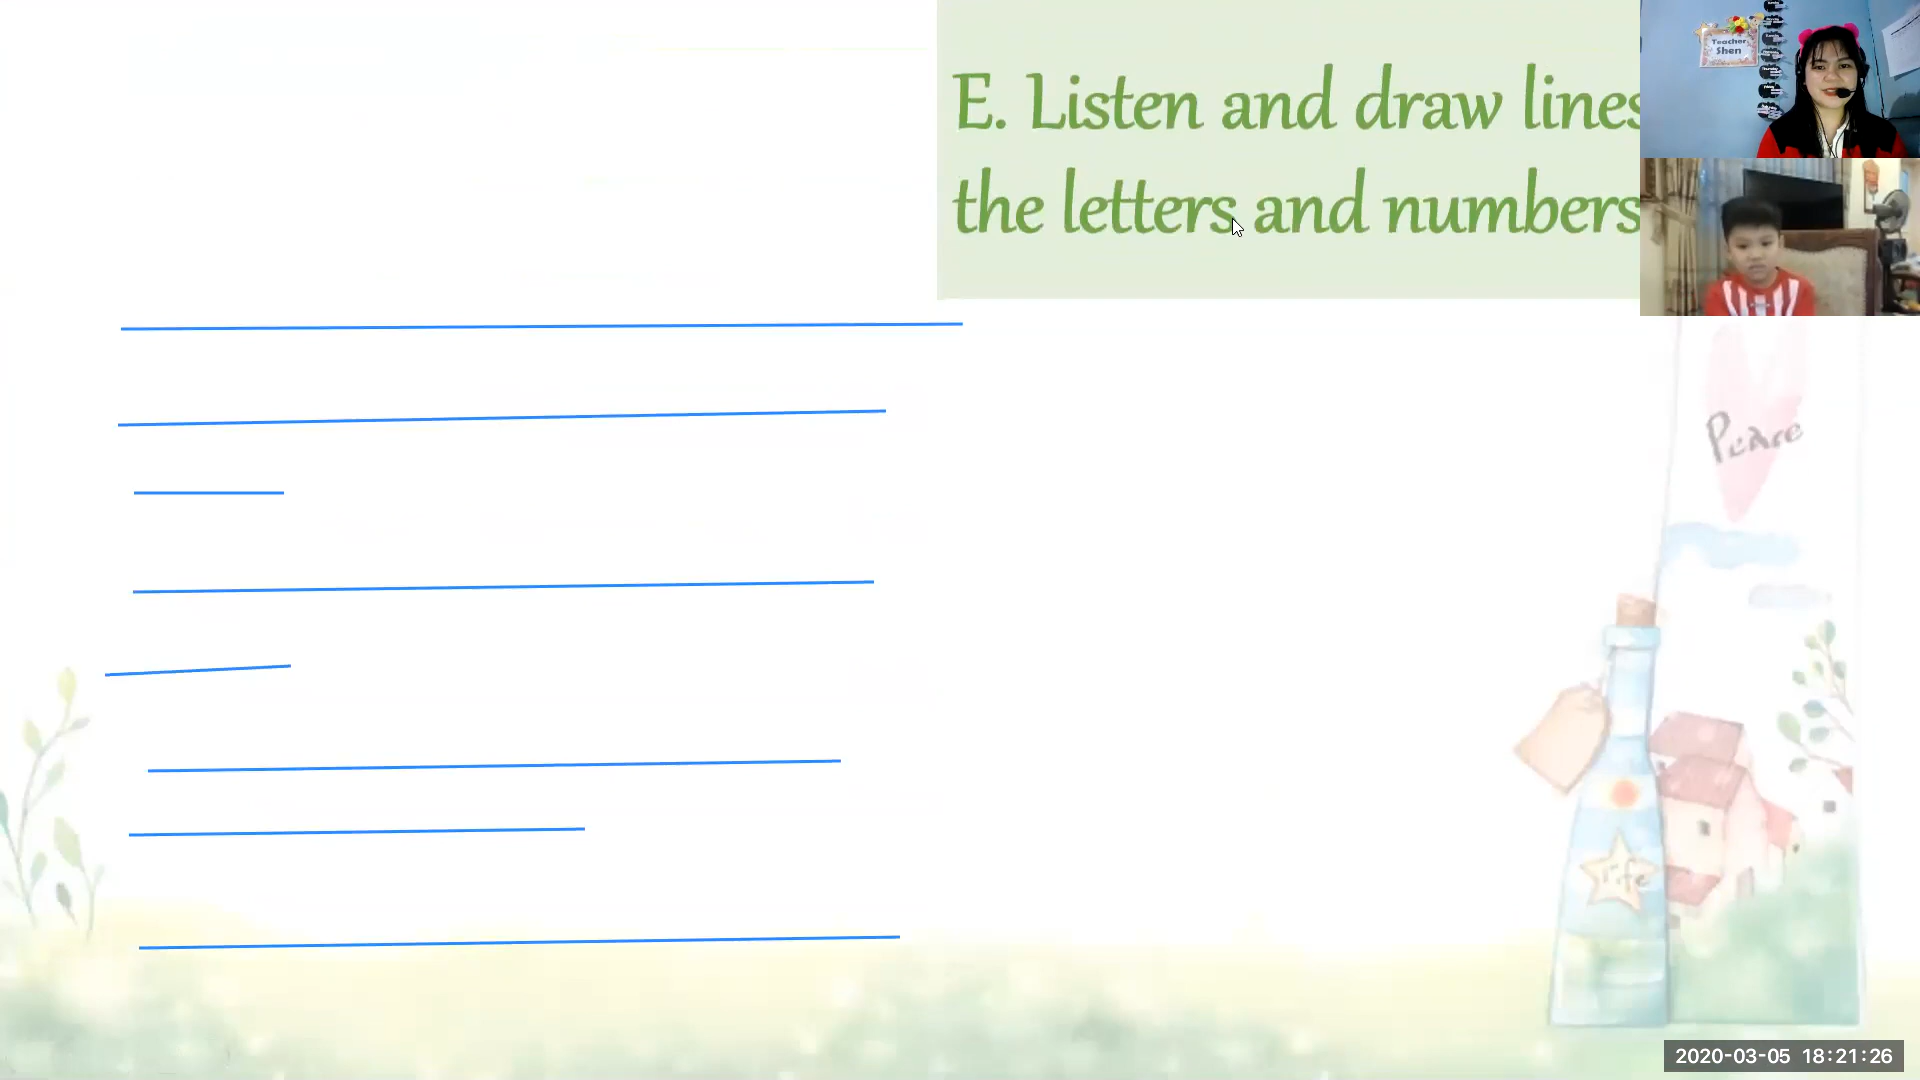 E. Listen and draw lines
the letters and numbers
Teacher
Shen
Peace
life
2020-03-05 18:21:26